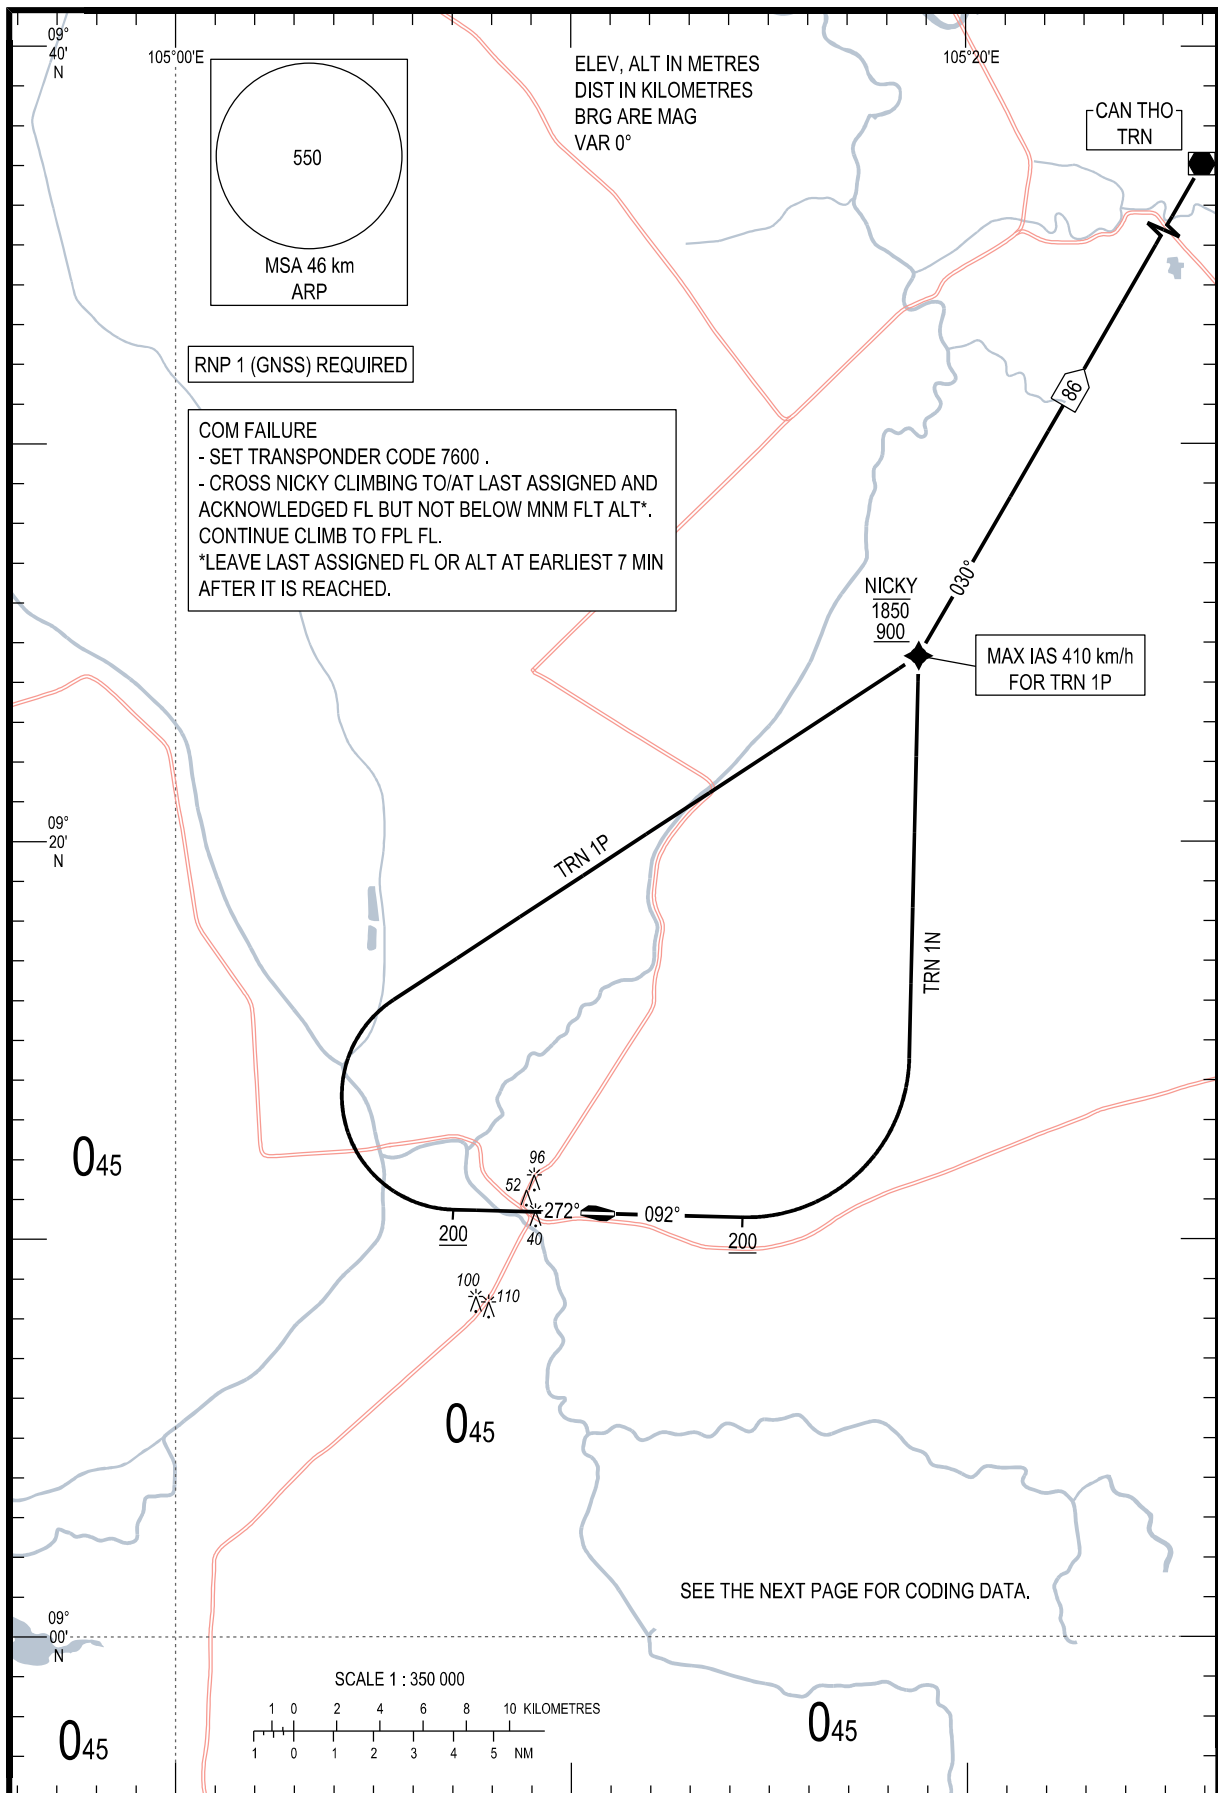 09°
40'
N
105°00'E
550
MSA 46 km
ARP
ELEV, ALT IN METRES
DIST IN KILOMETRES
BRG ARE MAG
VAR 0°
105°20'E
CAN THO
TRN
RNP 1 (GNSS) REQUIRED
COM FAILURE
- SET TRANSPONDER CODE 7600 .
- CROSS NICKY CLIMBING TO/AT LAST ASSIGNED AND
ACKNOWLEDGED FL BUT NOT BELOW MNM FLT ALT*.
CONTINUE CLIMB TO FPL FL.
*LEAVE LAST ASSIGNED FL OR ALT AT EARLIEST 7 MIN
AFTER IT IS REACHED.
86
030°
NICKY
1850
900
MAX IAS 410 km/h
FOR TRN 1P
09°
20'
N
TRN 1P
TRN 1N
045
96
52
272°
092°
40
200
200
100
110
045
SEE THE NEXT PAGE FOR CODING DATA.
09°
00'
N
SCALE 1 : 350 000
1 0 2 4 6 8 10 KILOMETRES
1 0 1 2 3 4 5 NM
045
045